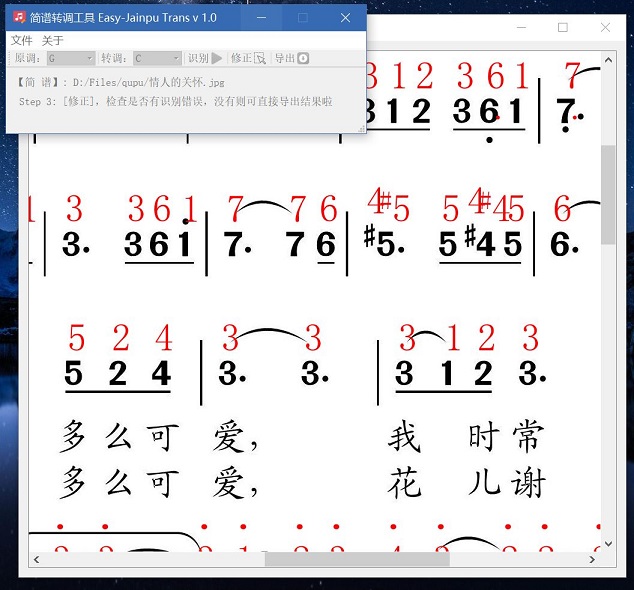 简谱转调工具 Easy-Jainpu Trans v 1.0
文件 关于
原调: G 转调: C 识别 修正 导出
【简 谱】: D:/Files/qupu/情人的关怀.jpg
Step 3: [修正], 检查是否有识别错误, 没有则可直接导出结果啦
3 1 2 3 6 1 7
3 1 2 3 6 1 7.
1 3 3 6 1 7 7 6 4 #5 5 4 #4 5 6
3. 3 6 1 7. 7 6 #5. 5 #4 5 6.
5 2 4 3 3 3 1 2 3
5 2 4 3. 3. 3 1 2 3.
多么可 爱, 我 时常
多么可 爱, 花 儿谢